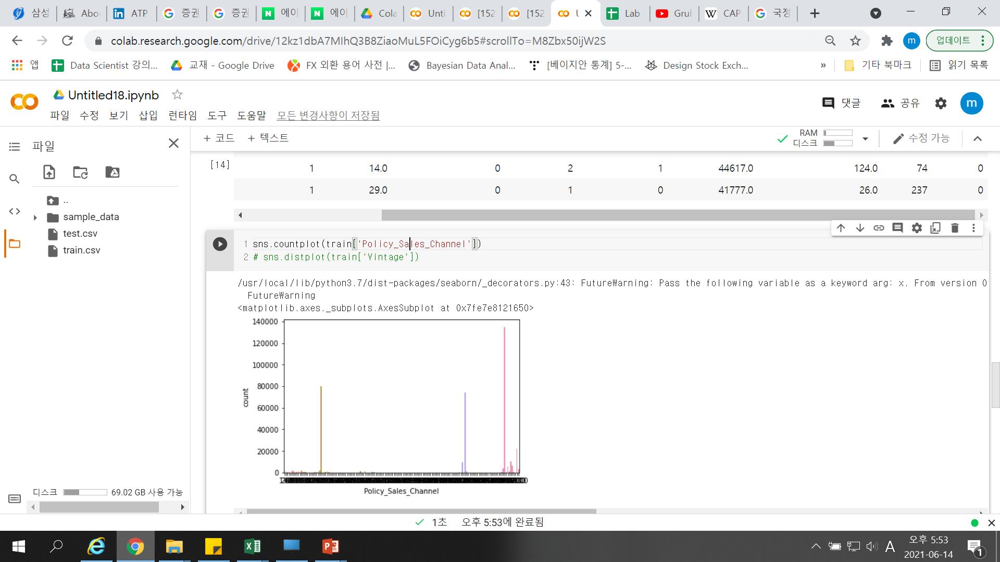 삼성
Abo
ATP
증권
증권
에이
에이
Cola
Unti
[152
[152
U
Lab
Grub
CAP
국정
colab.research.google.com/drive/12kz1dbA7MIhQ3B8ZiaoMuL5FOiCyg6b5#scrollTo=M8Zbx50ijW2S
m
업데이트
앱
Data Scientist 강의...
교재 - Google Drive
FX 외환 용어 사전 |...
Bayesian Data Anal...
[베이지안 통계] 5-...
Design Stock Exch...
»
기타 북마크
읽기 목록
Untitled18.ipynb
파일 수정 보기 삽입 런타임 도구 도움말 모든 변경사항이 저장됨
댓글
공유
m
파일
+ 코드 + 텍스트
RAM
디스크
수정 가능
..
sample_data
test.csv
train.csv
디스크 69.02 GB 사용 가능
[14]
1 14.0 0 2 1 44617.0 124.0 74 0
1 29.0 0 1 0 41777.0 26.0 237 0
1 sns.countplot(train['Policy_Sales_Channel'])
2 # sns.distplot(train['Vintage'])
/usr/local/lib/python3.7/dist-packages/seaborn/_decorators.py:43: FutureWarning: Pass the following variable as a keyword arg: x. From version 0
FutureWarning
<matplotlib.axes._subplots.AxesSubplot at 0x7fe7e8121650>
140000
120000
100000
80000
60000
40000
20000
0
count
Policy_Sales_Channel
1초 오후 5:53에 완료됨
A
오후 5:53
2021-06-14
1